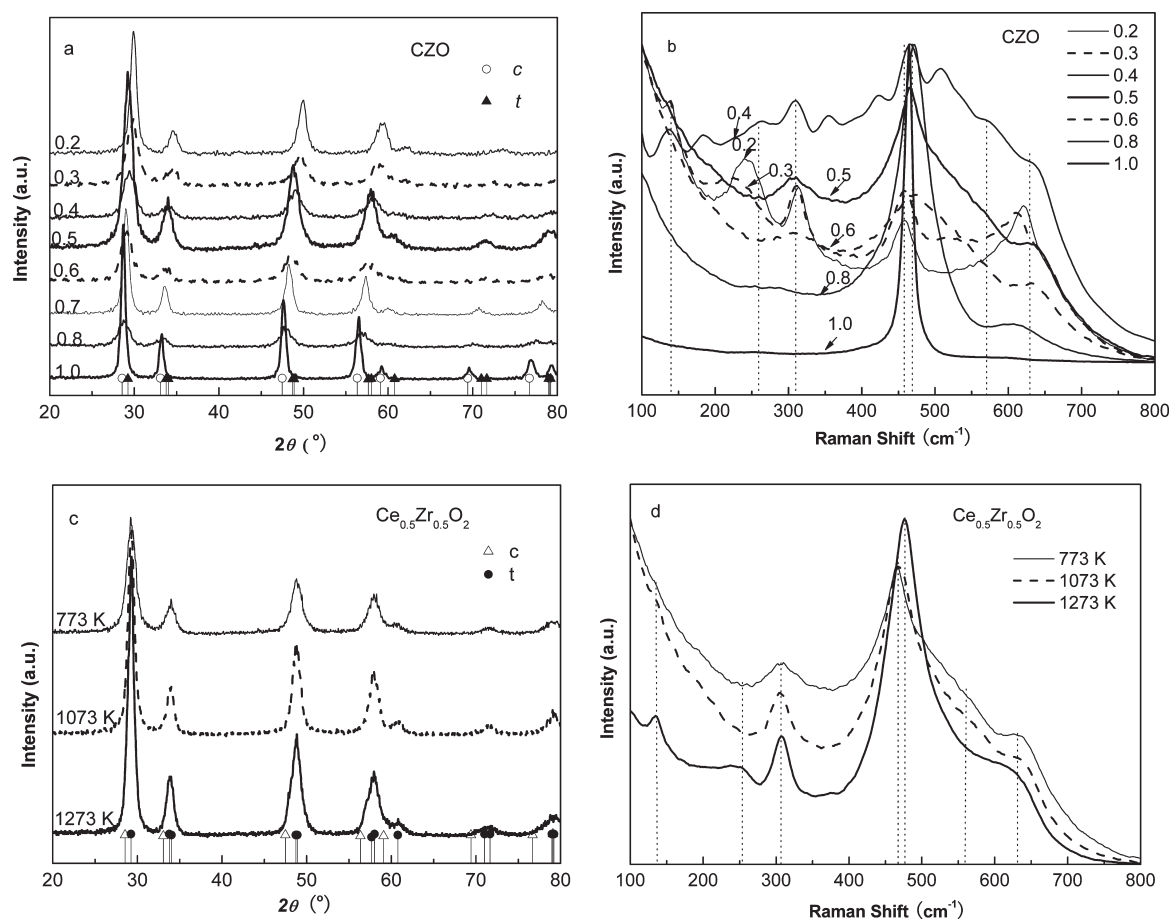 a
CZO
c
t
0.2
0.3
0.4
0.5
0.6
0.7
0.8
1.0
20 30 40 50 60 70 80
2θ (°)
Intensity (a.u.)
b
CZO
0.2
0.3
0.4
0.5
0.6
0.8
1.0
0.4
0.2
0.3
0.5
0.6
0.8
1.0
100 200 300 400 500 600 700 800
Raman Shift (cm⁻¹)
Intensity (a.u.)
c
Ce₀.₅Zr₀.₅O₂
c
t
773 K
1073 K
1273 K
20 30 40 50 60 70 80
2θ (°)
Intensity (a.u.)
d
Ce₀.₅Zr₀.₅O₂
773 K
1073 K
1273 K
100 200 300 400 500 600 700 800
Raman Shift (cm⁻¹)
Intensity (a.u.)